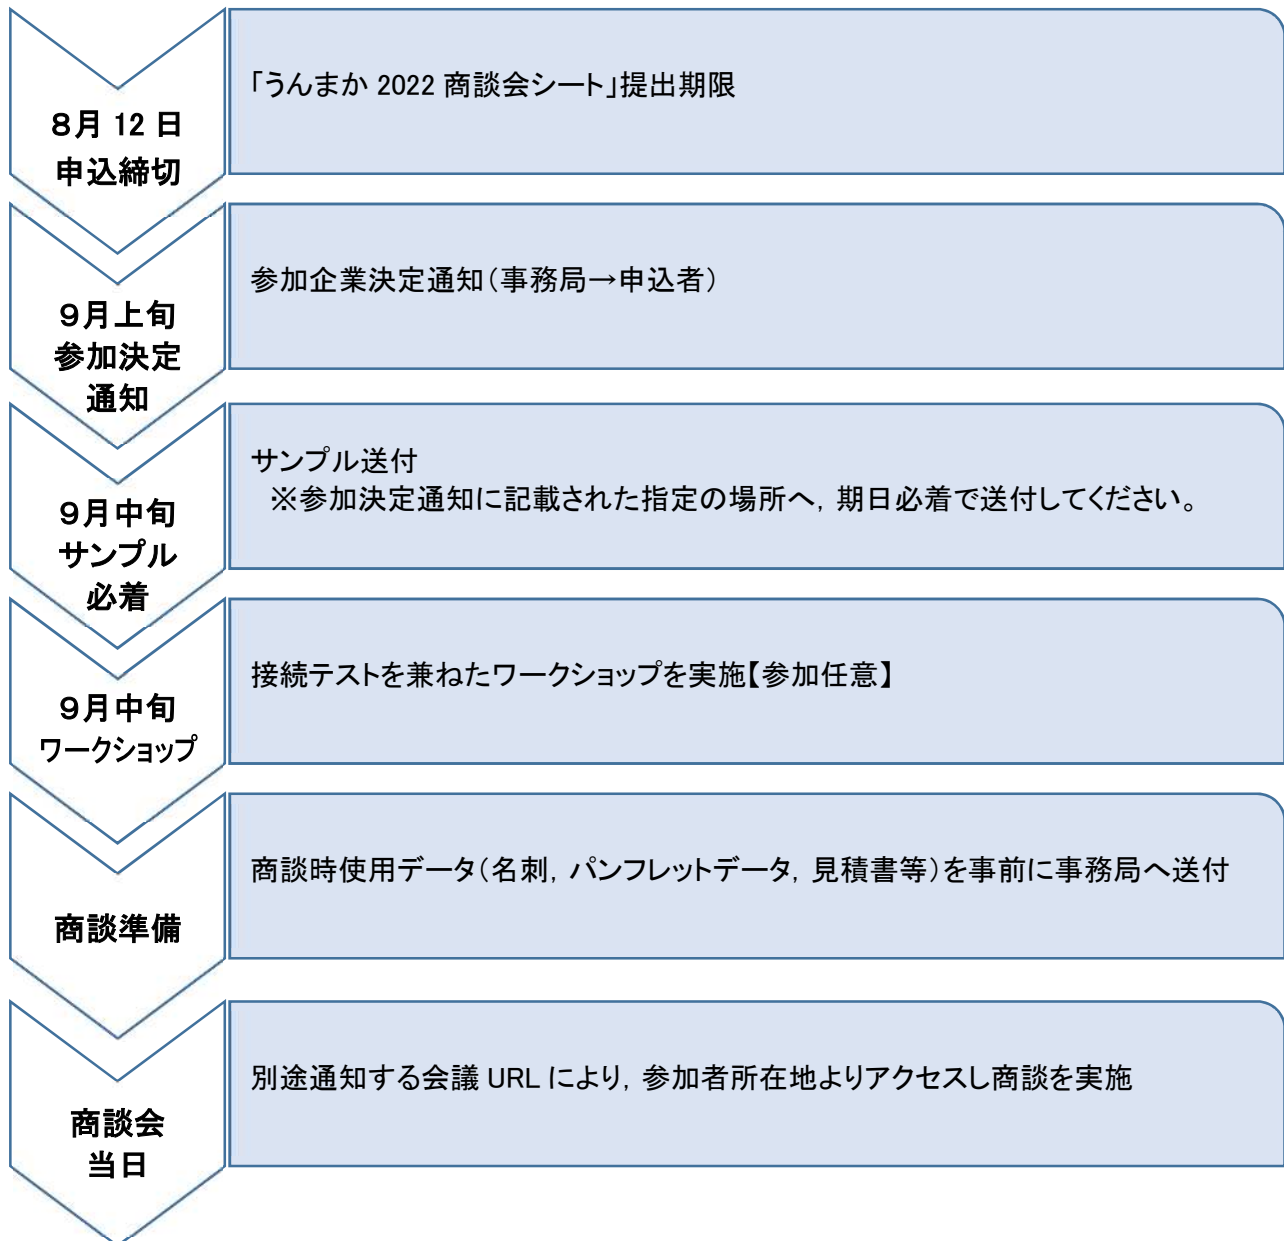 8月 12 日
申込締切
「うんまか 2022 商談会シート」提出期限
9月上旬
参加決定
通知
参加企業決定通知(事務局→申込者)
9月中旬
サンプル
必着
サンプル送付
※参加決定通知に記載された指定の場所へ,期日必着で送付してください。
9月中旬
ワークショップ
接続テストを兼ねたワークショップを実施【参加任意】
商談準備
商談時使用データ(名刺,パンフレットデータ,見積書等)を事前に事務局へ送付
商談会
当日
別途通知する会議 URL により,参加者所在地よりアクセスし商談を実施